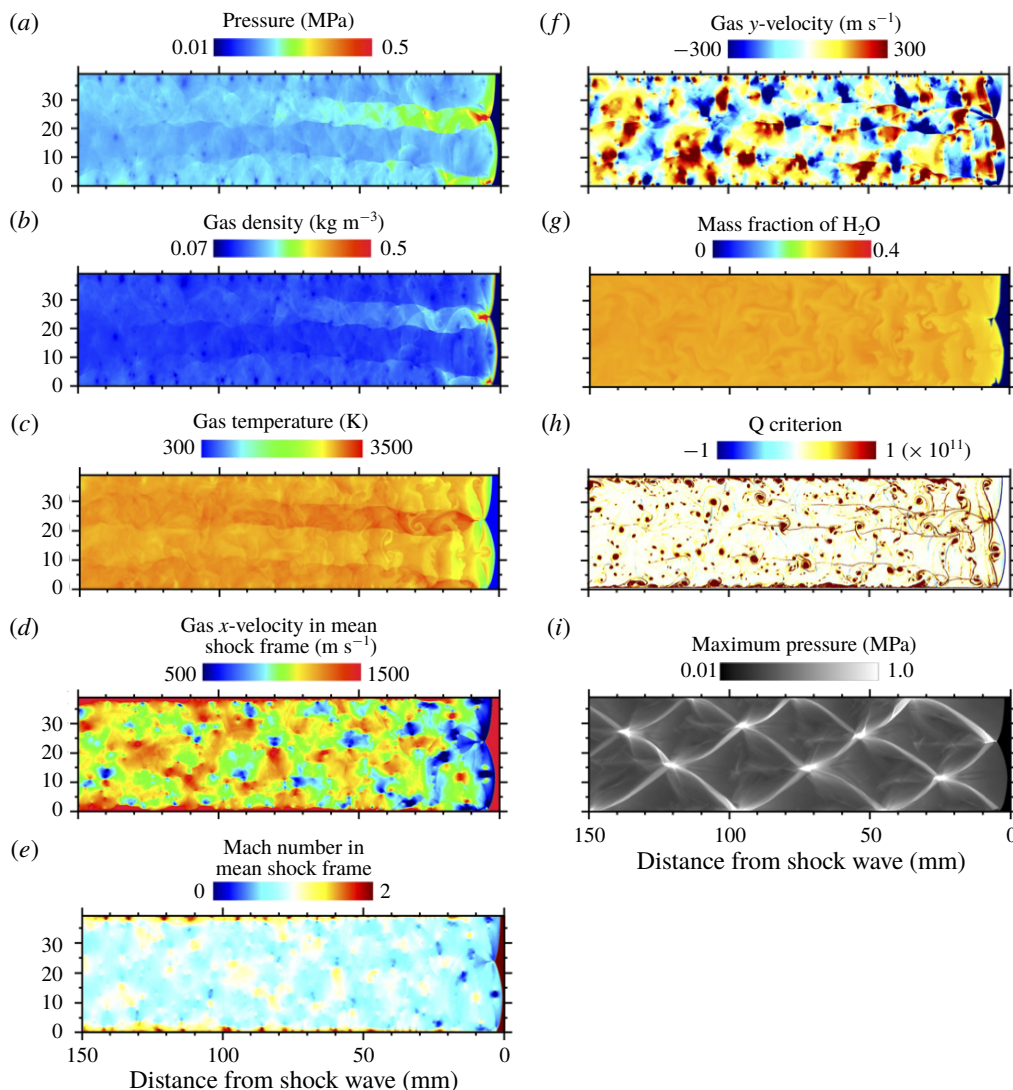 (a)
Pressure (MPa)
0.01 0.5
30
20
10
0
(b)
Gas density (kg m⁻³)
0.07 0.5
30
20
10
0
(c)
Gas temperature (K)
300 3500
30
20
10
0
(d)
Gas x-velocity in mean
shock frame (m s⁻¹)
500 1500
30
20
10
0
(e)
Mach number in
mean shock frame
0 2
30
20
10
0
150 100 50 0
Distance from shock wave (mm)
(f)
Gas y-velocity (m s⁻¹)
−300 300
(g)
Mass fraction of H₂O
0 0.4
(h)
Q criterion
−1 1 (× 10¹¹)
(i)
Maximum pressure (MPa)
0.01 1.0
150 100 50 0
Distance from shock wave (mm)